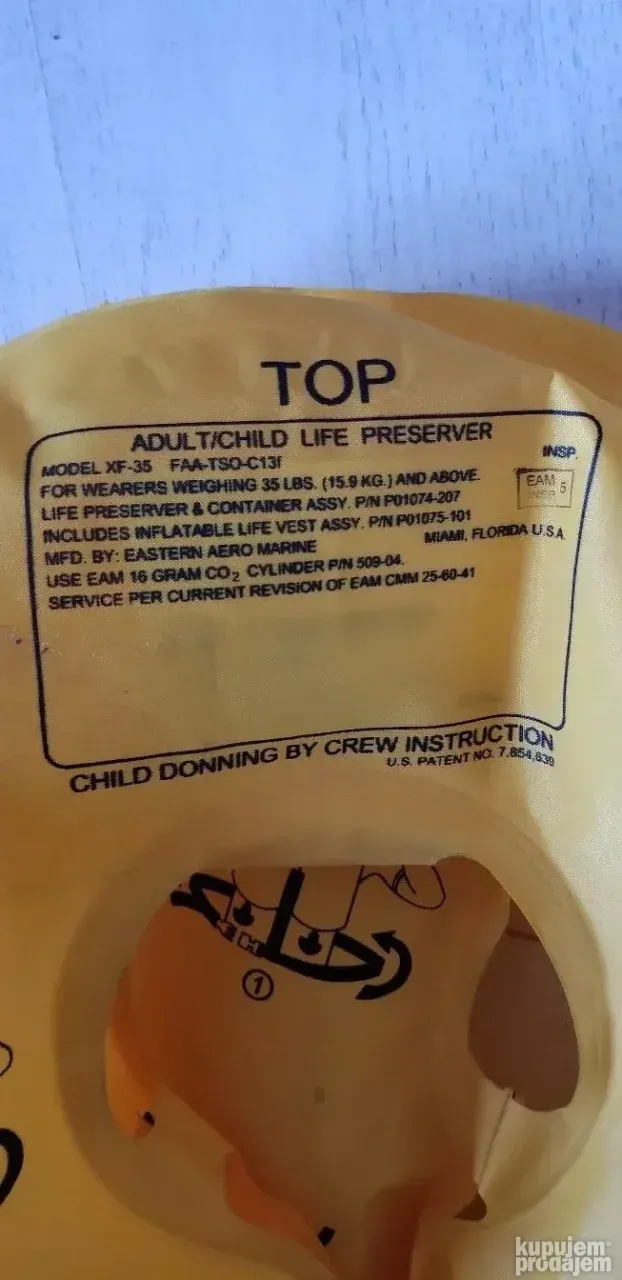 TOP
ADULT/CHILD LIFE PRESERVER
MODEL XF-35 FAA-TSO-C13f
INSP.
FOR WEARERS WEIGHING 35 LBS. (15.9 KG.) AND ABOVE.
EAM 5
INSP
LIFE PRESERVER & CONTAINER ASSY. P/N P01074-207
INCLUDES INFLATABLE LIFE VEST ASSY. P/N P01075-101
MFD. BY: EASTERN AERO MARINE MIAMI, FLORIDA U.S.A.
USE EAM 16 GRAM CO₂ CYLINDER P/N 509-04.
SERVICE PER CURRENT REVISION OF EAM CMM 25-60-41
CHILD DONNING BY CREW INSTRUCTION
U.S. PATENT NO. 7,854,639
1
kupujem
prodajem